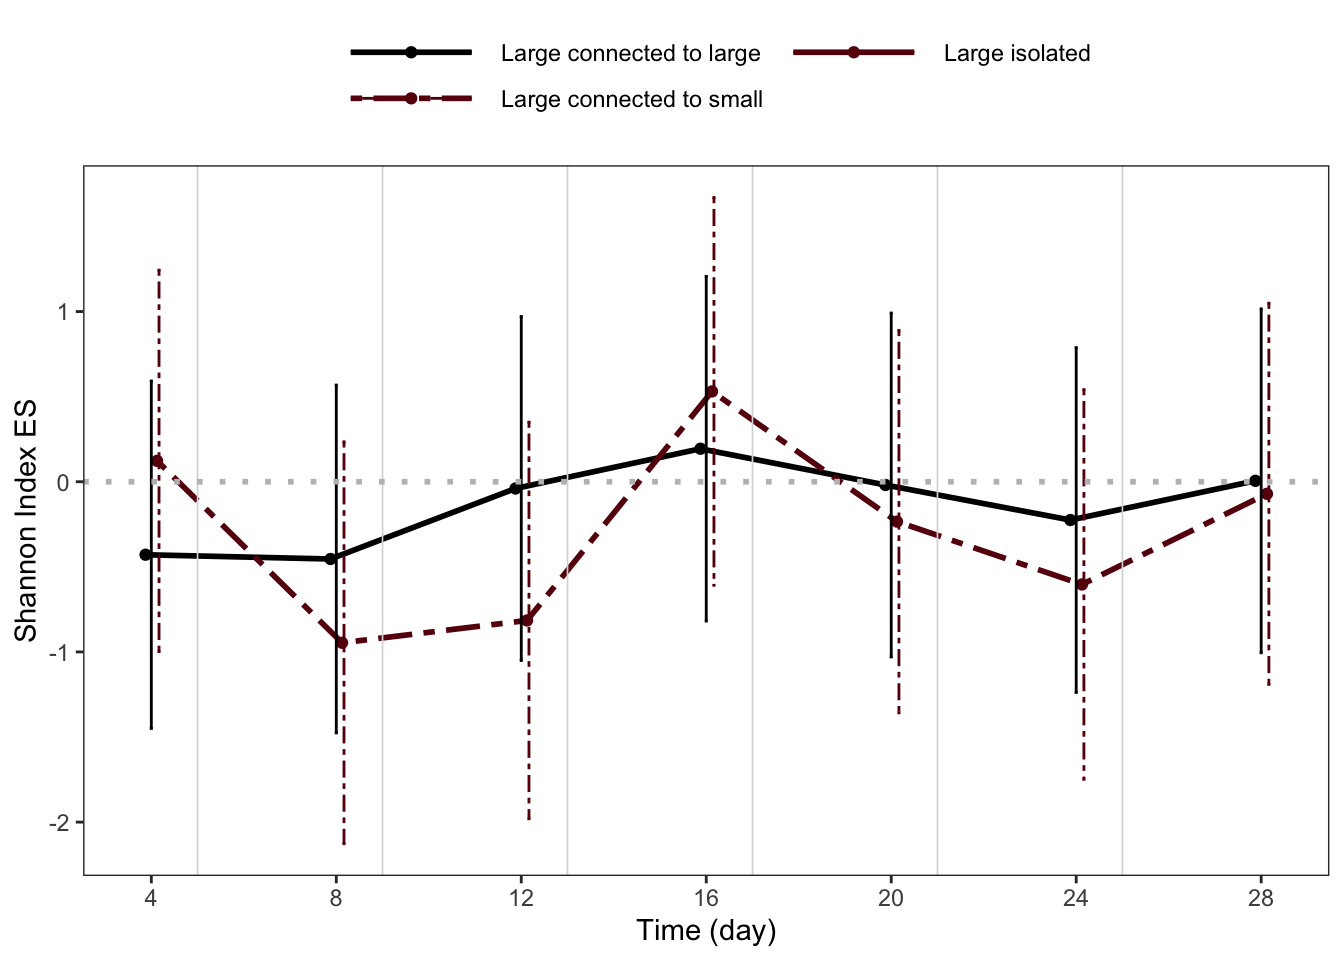 Large connected to large
Large isolated
Large connected to small
Shannon Index ES
1
0
-1
-2
4 8 12 16 20 24 28
Time (day)